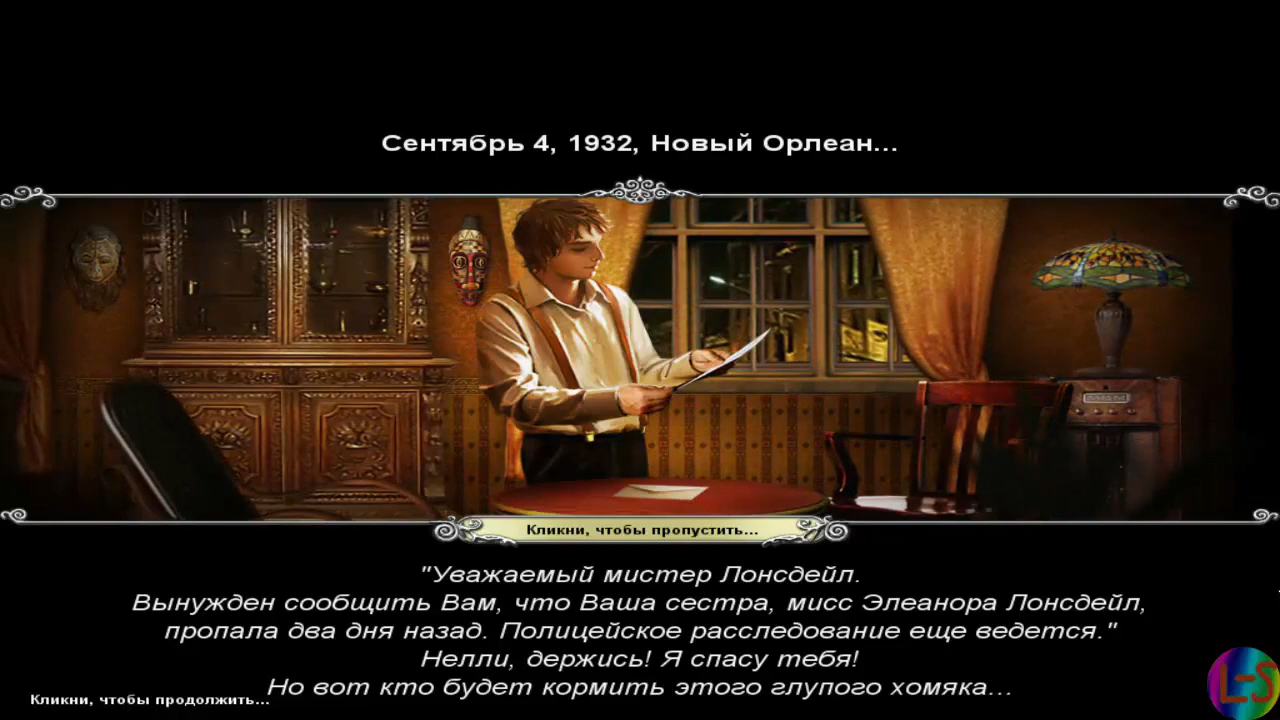 Сентябрь 4, 1932, Новый Орлеан...
Кликни, чтобы пропустить...
"Уважаемый мистер Лонсдейл.
Вынужден сообщить Вам, что Ваша сестра, мисс Элеанора Лонсдейл,
пропала два дня назад. Полицейское расследование еще ведется."
Нелли, держись! Я спасу тебя!
Но вот кто будет кормить этого глупого хомяка...
Кликни, чтобы продолжить...
L-S